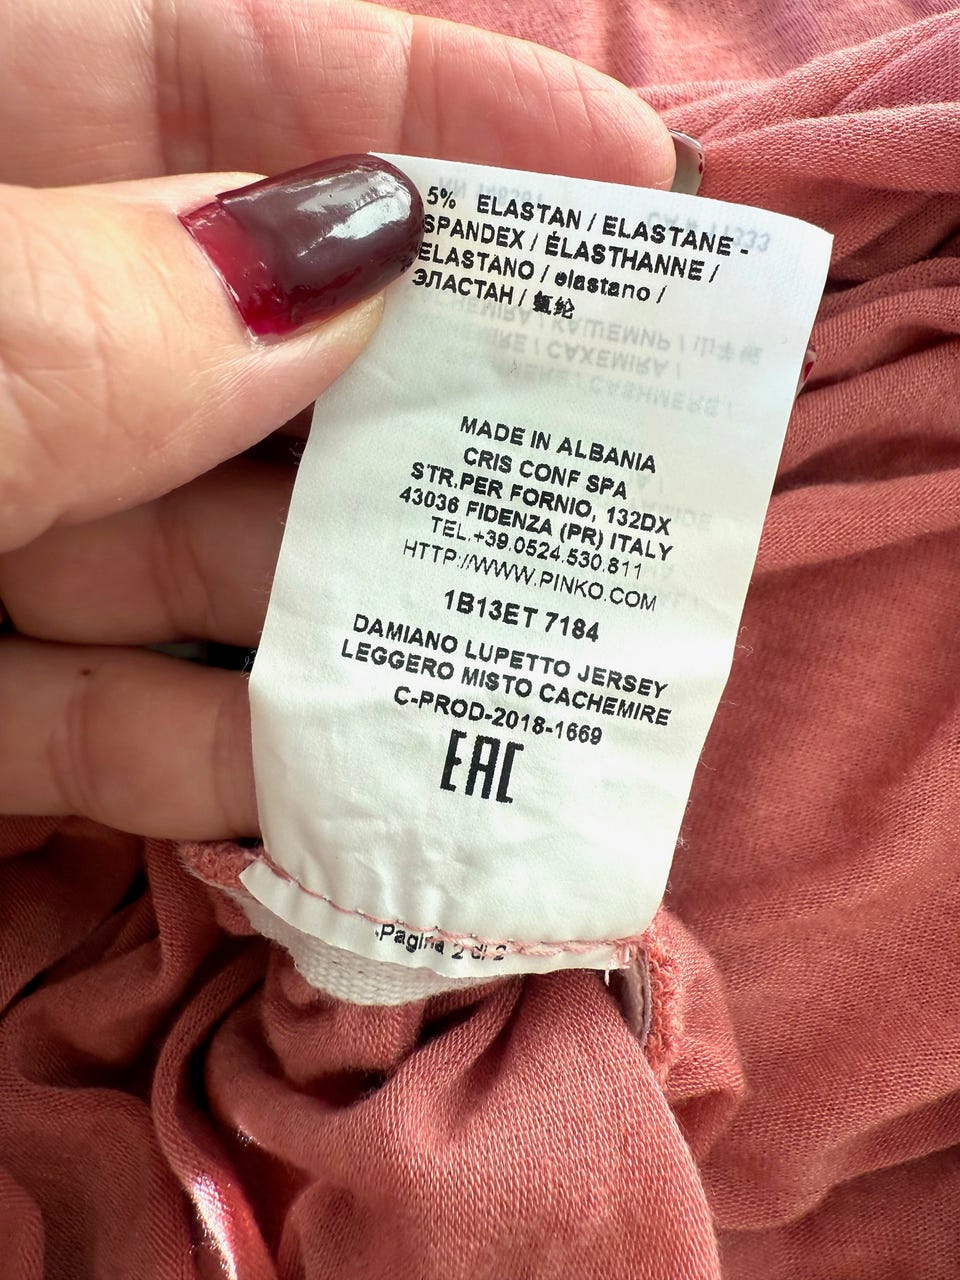 5% ELASTAN / ELASTANE -
SPANDEX / ÉLASTHANNE /
ELASTANO / elastano /
ЭЛАСТАН / 氨纶
MADE IN ALBANIA
CRIS CONF SPA
STR.PER FORNIO, 132DX
43036 FIDENZA (PR) ITALY
TEL.+39.0524.530.811
HTTP://WWW.PINKO.COM
1B13ET 7184
DAMIANO LUPETTO JERSEY
LEGGERO MISTO CACHEMIRE
C-PROD-2018-1669
EAC
Pagina 2 di 2